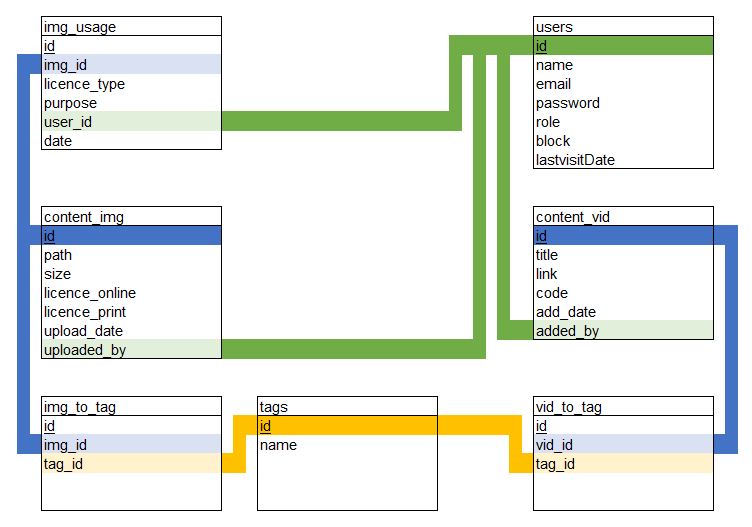 img_usage
id
img_id
licence_type
purpose
user_id
date
users
id
name
email
password
role
block
lastvisitDate
content_img
id
path
size
licence_online
licence_print
upload_date
uploaded_by
content_vid
id
title
link
code
add_date
added_by
img_to_tag
id
img_id
tag_id
tags
id
name
vid_to_tag
id
vid_id
tag_id